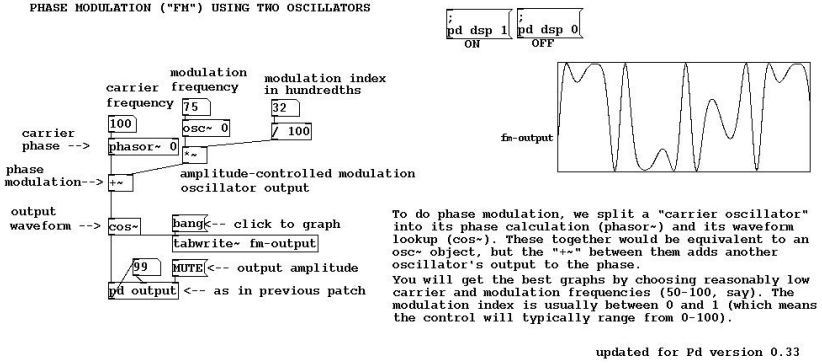 PHASE MODULATION ("FM") USING TWO OSCILLATORS
;
pd dsp 1
ON
;
pd dsp 0
OFF
carrier
frequency
modulation
frequency
modulation index
in hundredths
100
75
32
carrier
phase -->
phasor~ 0
osc~ 0
/ 100
*~
phase
modulation-->
+~
amplitude-controlled modulation
oscillator output
fm-output
output
waveform -->
cos~
bang
<-- click to graph
tabwrite~ fm-output
99
MUTE
<-- output amplitude
pd output
<-- as in previous patch
To do phase modulation, we split a "carrier oscillator"
into its phase calculation (phasor~) and its waveform
lookup (cos~). These together would be equivalent to an
osc~ object, but the "+~" between them adds another
oscillator's output to the phase.
You will get the best graphs by choosing reasonably low
carrier and modulation frequencies (50-100, say). The
modulation index is usually between 0 and 1 (which means
the control will typically range from 0-100).
updated for Pd version 0.33